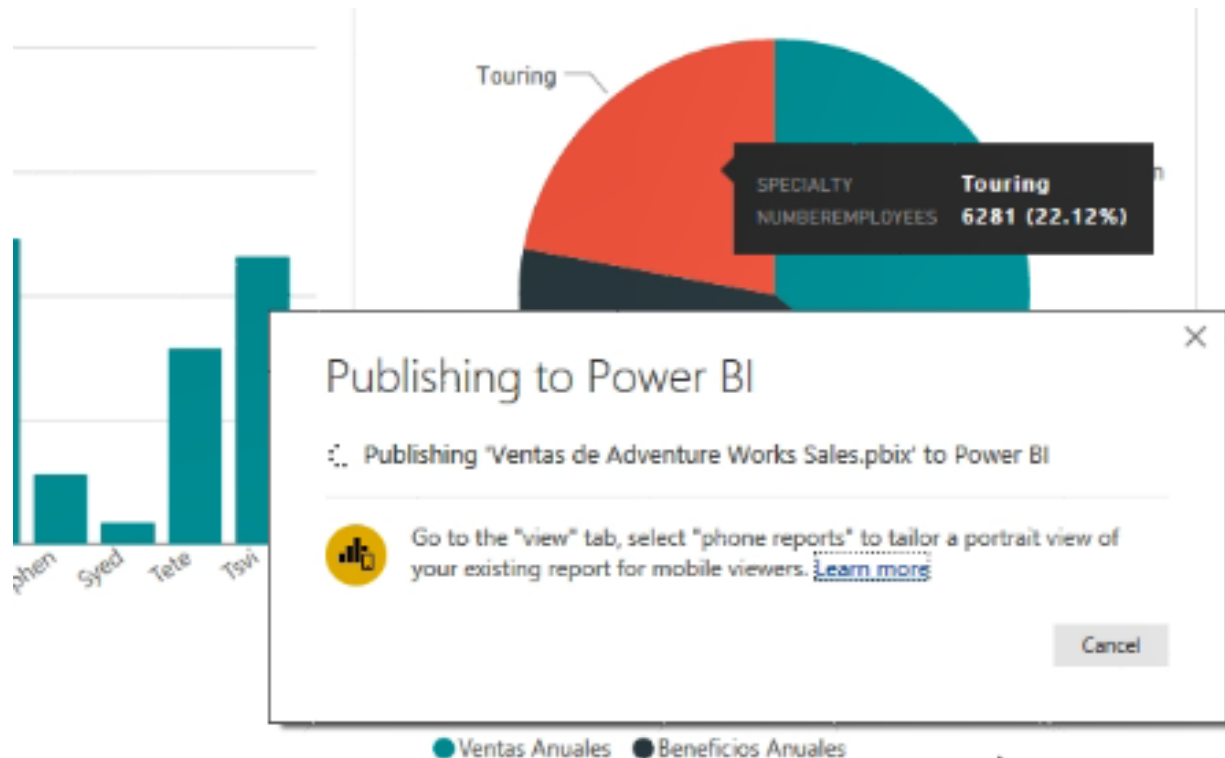 Touring
SPECIALTY Touring
NUMBEREMPLOYEES 6281 (22.12%)
Publishing to Power BI
Publishing 'Ventas de Adventure Works Sales.pbix' to Power BI
Go to the "view" tab, select "phone reports" to tailor a portrait view of
your existing report for mobile viewers. Learn more
phen Syed Tete Tsvi
Cancel
Ventas Anuales Beneficios Anuales